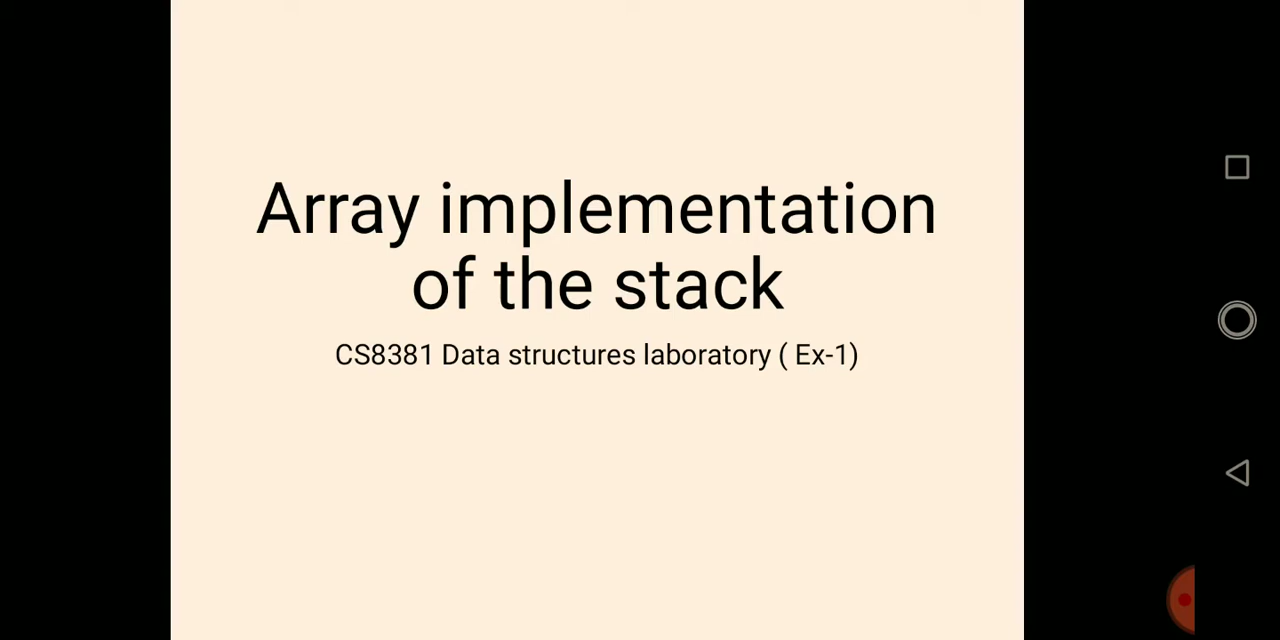 Array implementation
of the stack
CS8381 Data structures laboratory ( Ex-1)